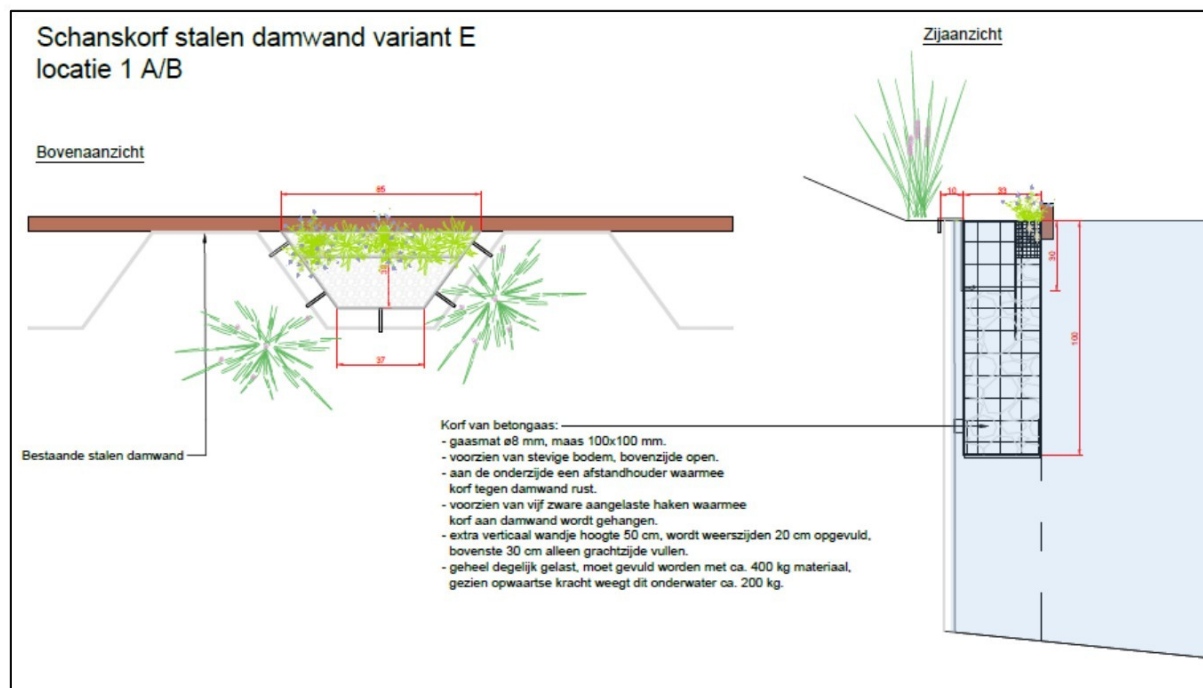 Schanskorf stalen damwand variant E
locatie 1 A/B
Zijaanzicht
Bovenaanzicht
10
33
30
100
37
Bestaande stalen damwand
Korf van betongaas:
- gaasmat ø8 mm, maas 100x100 mm.
- voorzien van stevige bodem, bovenzijde open.
- aan de onderzijde een afstandhouder waarmee
korf tegen damwand rust.
- voorzien van vijf zware aangelaste haken waarmee
korf aan damwand wordt gehangen.
- extra verticaal wandje hoogte 50 cm, wordt weerszijden 20 cm opgevuld,
bovenste 30 cm alleen grachtzijde vullen.
- geheel degelijk gelast, moet gevuld worden met ca. 400 kg materiaal,
gezien opwaartse kracht weegt dit onderwater ca. 200 kg.